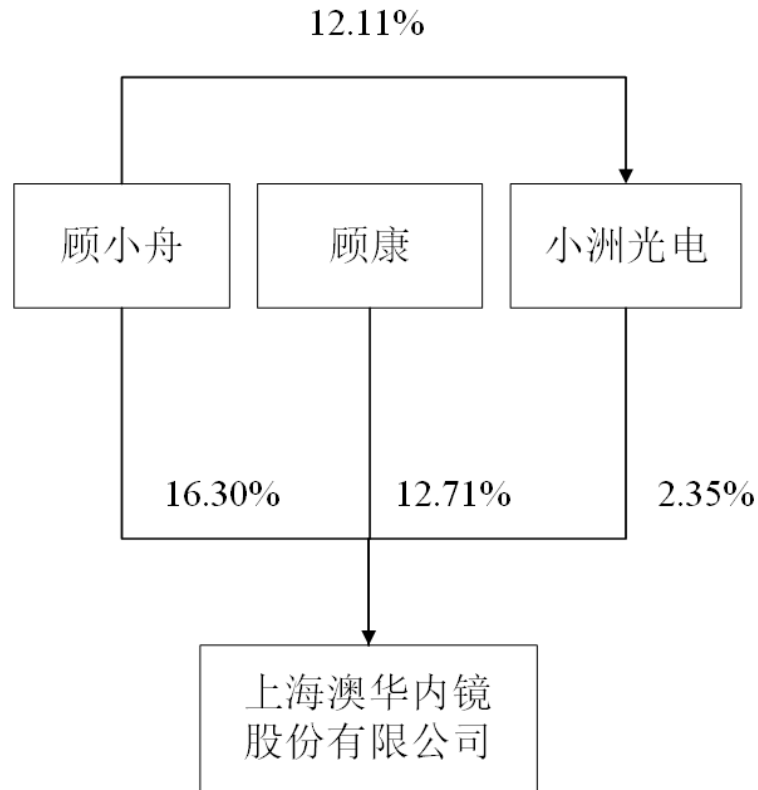 12.11%
顾小舟
顾康
小洲光电
16.30%
12.71%
2.35%
上海澳华内镜
股份有限公司